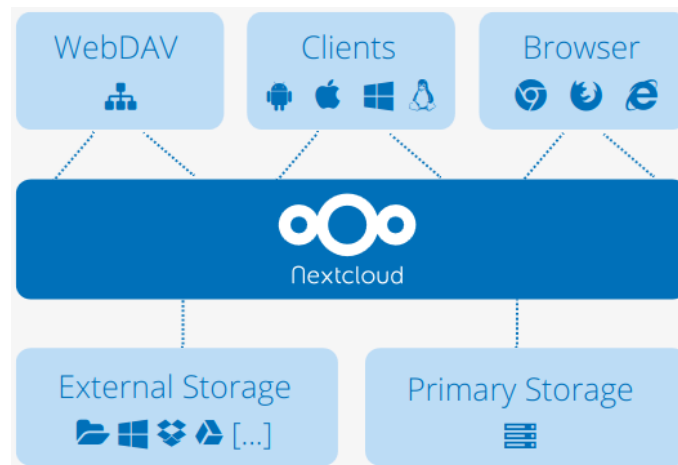 WebDAV
Clients
Browser
Nextcloud
External Storage
[...]
Primary Storage